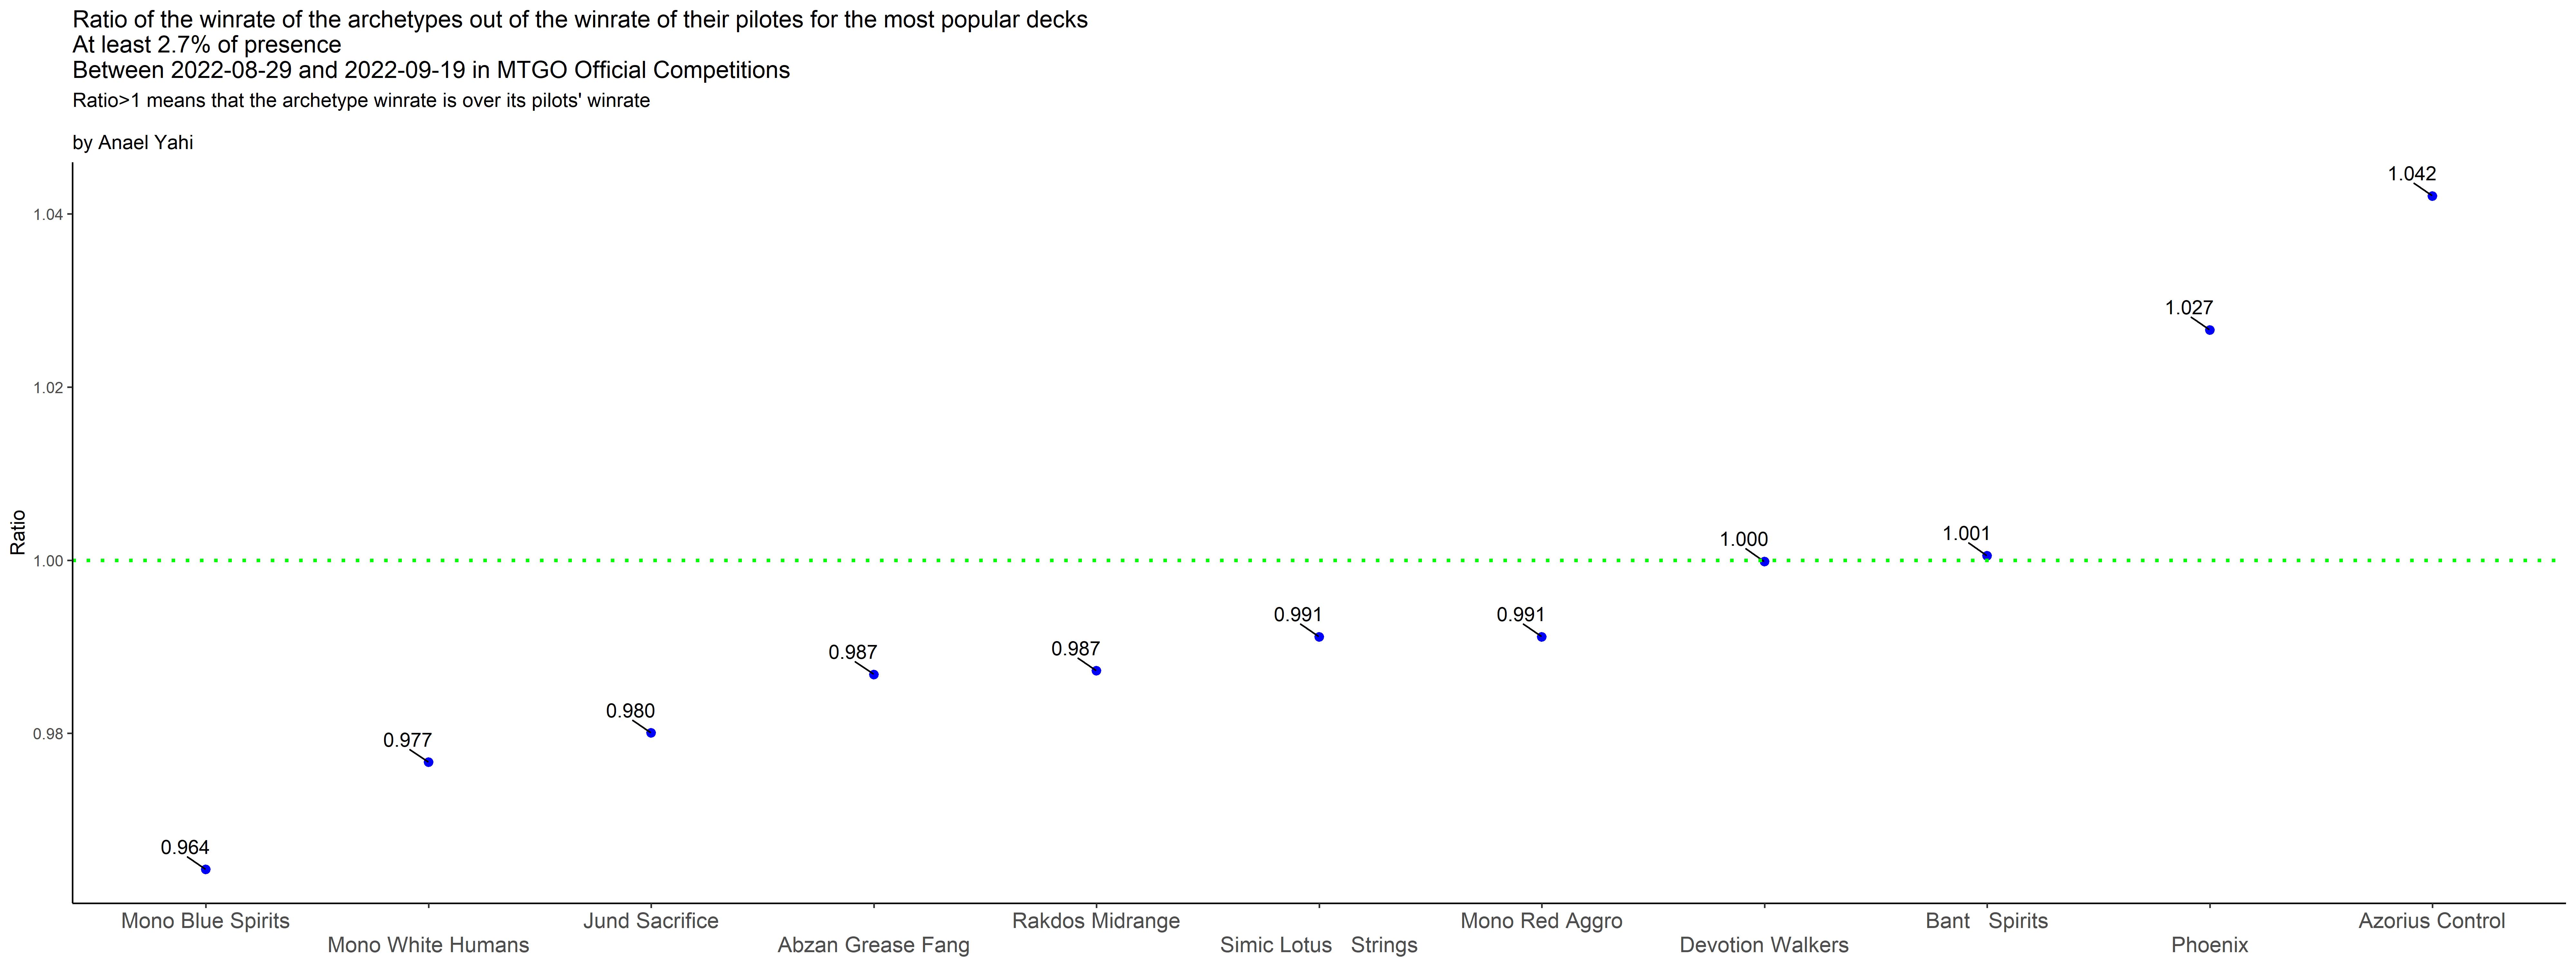 Ratio of the winrate of the archetypes out of the winrate of their pilotes for the most popular decks
At least 2.7% of presence
Between 2022-08-29 and 2022-09-19 in MTGO Official Competitions
Ratio>1 means that the archetype winrate is over its pilots' winrate
by Anael Yahi
1.042
1.04
1.027
1.02
Ratio
1.000
1.001
1.00
0.991
0.991
0.987
0.987
0.980
0.98
0.977
0.964
Mono Blue Spirits
Mono White Humans
Jund Sacrifice
Abzan Grease Fang
Rakdos Midrange
Simic Lotus   Strings
Mono Red Aggro
Devotion Walkers
Bant   Spirits
Phoenix
Azorius Control